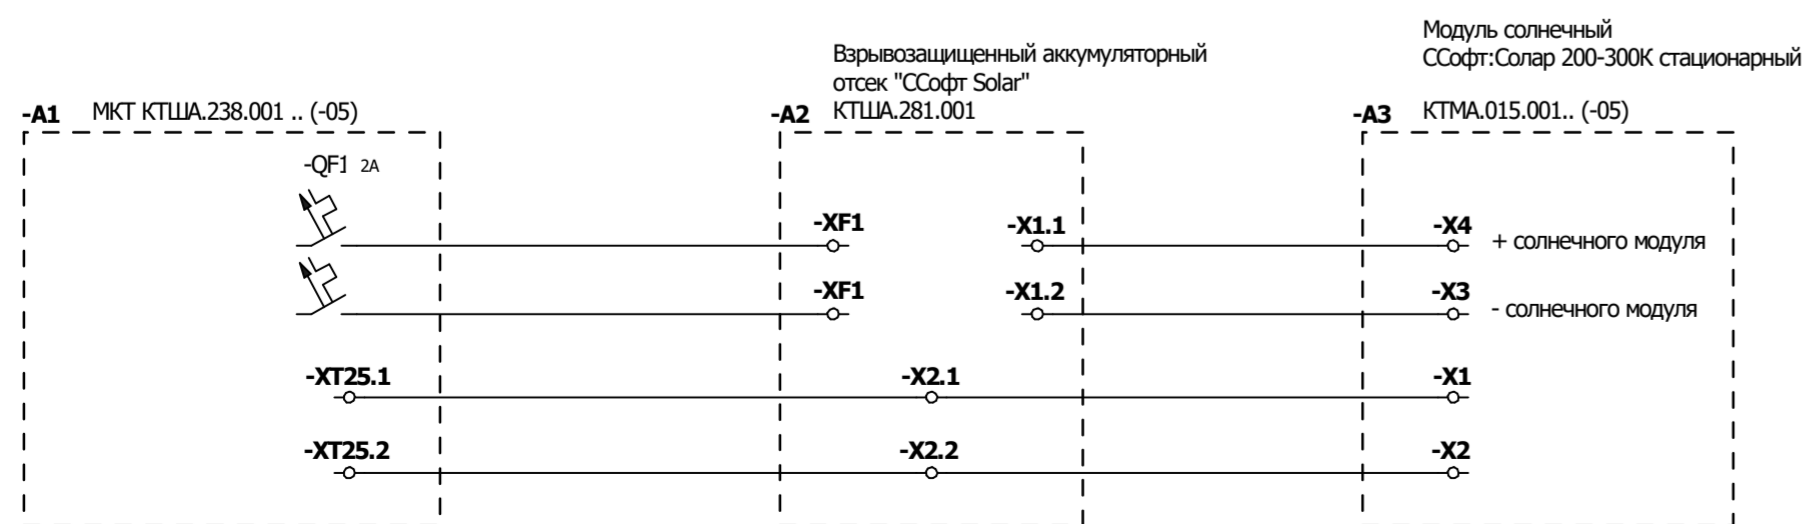 Модуль солнечный
ССофт:Солар 200-300К стационарный
Взрывозащищенный аккумуляторный
отсек "ССофт Solar"
-A1 МКТ КТША.238.001 .. (-05)
-A2 КТША.281.001
-A3 КТМА.015.001.. (-05)
-QF1 2A
-XF1 -X1.1 -X4 + солнечного модуля
-XF1 -X1.2 -X3 - солнечного модуля
-XT25.1 -X2.1 -X1
-XT25.2 -X2.2 -X2